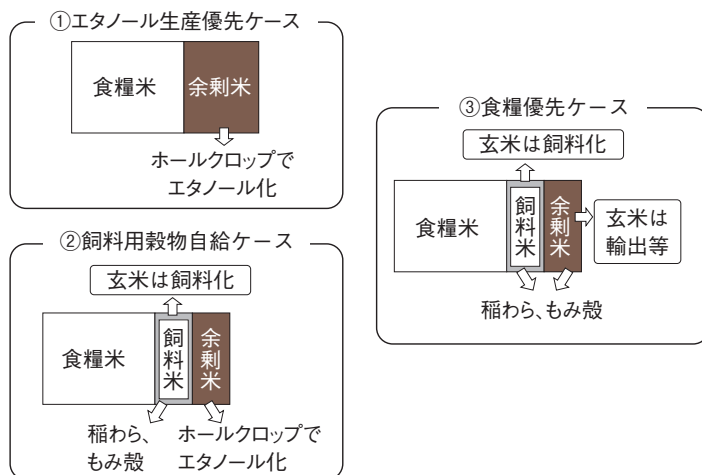 ①エタノール生産優先ケース
食糧米
余剰米
ホールクロップで
エタノール化
②飼料用穀物自給ケース
玄米は飼料化
食糧米
飼料米
余剰米
稲わら、
もみ殻
ホールクロップで
エタノール化
③食糧優先ケース
玄米は飼料化
食糧米
飼料米
余剰米
玄米は
輸出等
稲わら、もみ殻